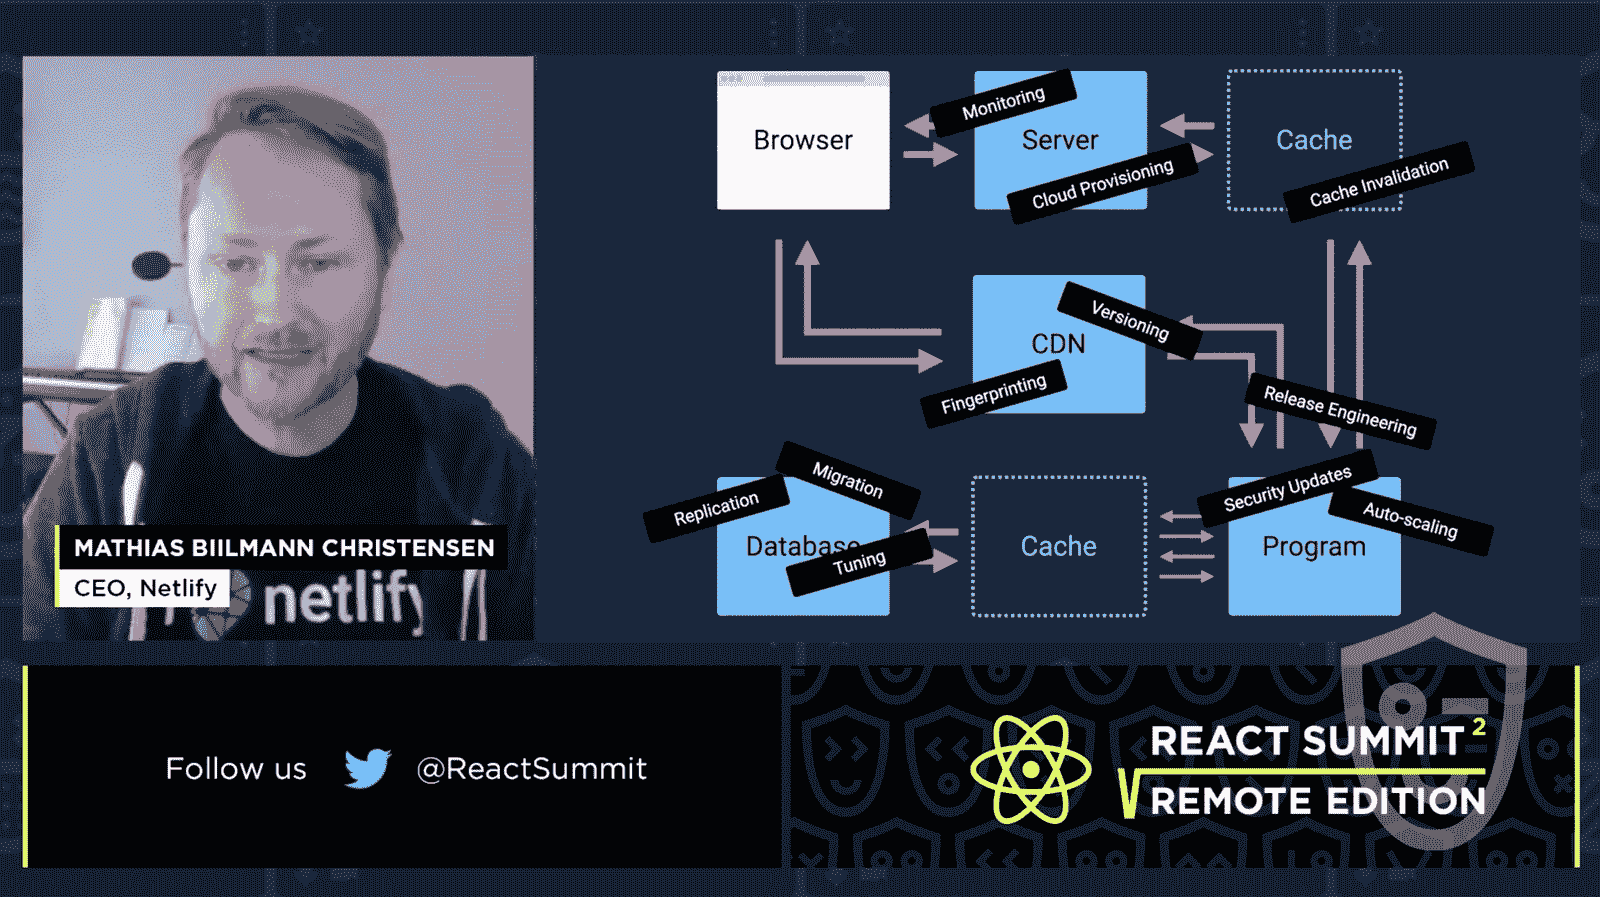 Browser
Monitoring
Server
Cloud Provisioning
Cache
Cache Invalidation
CDN
Versioning
Fingerprinting
Release Engineering
Replication
Migration
Database
Tuning
Cache
Security Updates
Auto-scaling
Program
MATHIAS BIILMANN CHRISTENSEN
CEO, Netlify
netlify
Follow us @ReactSummit
REACT SUMMIT 2
REMOTE EDITION